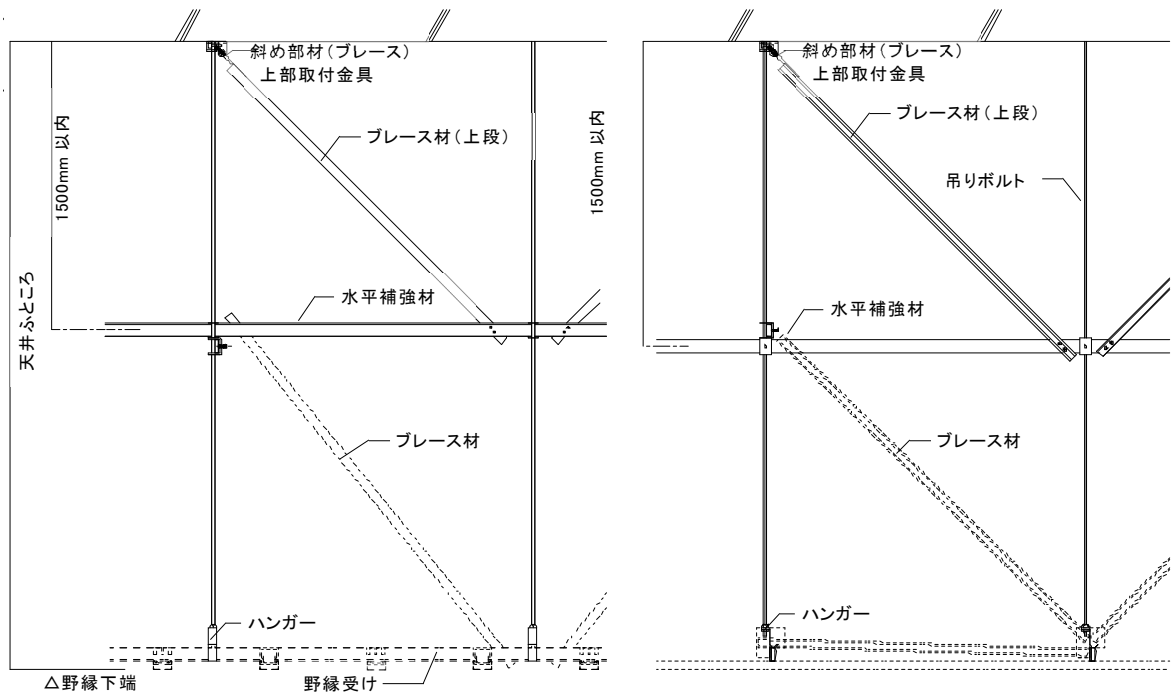 斜め部材（ブレース）
上部取付金具
ブレース材（上段）
1500mm 以内
1500mm 以内
天井ふところ
水平補強材
ブレース材
ハンガー
△野縁下端
野縁受け
斜め部材（ブレース）
上部取付金具
ブレース材（上段）
吊りボルト
水平補強材
ブレース材
ハンガー